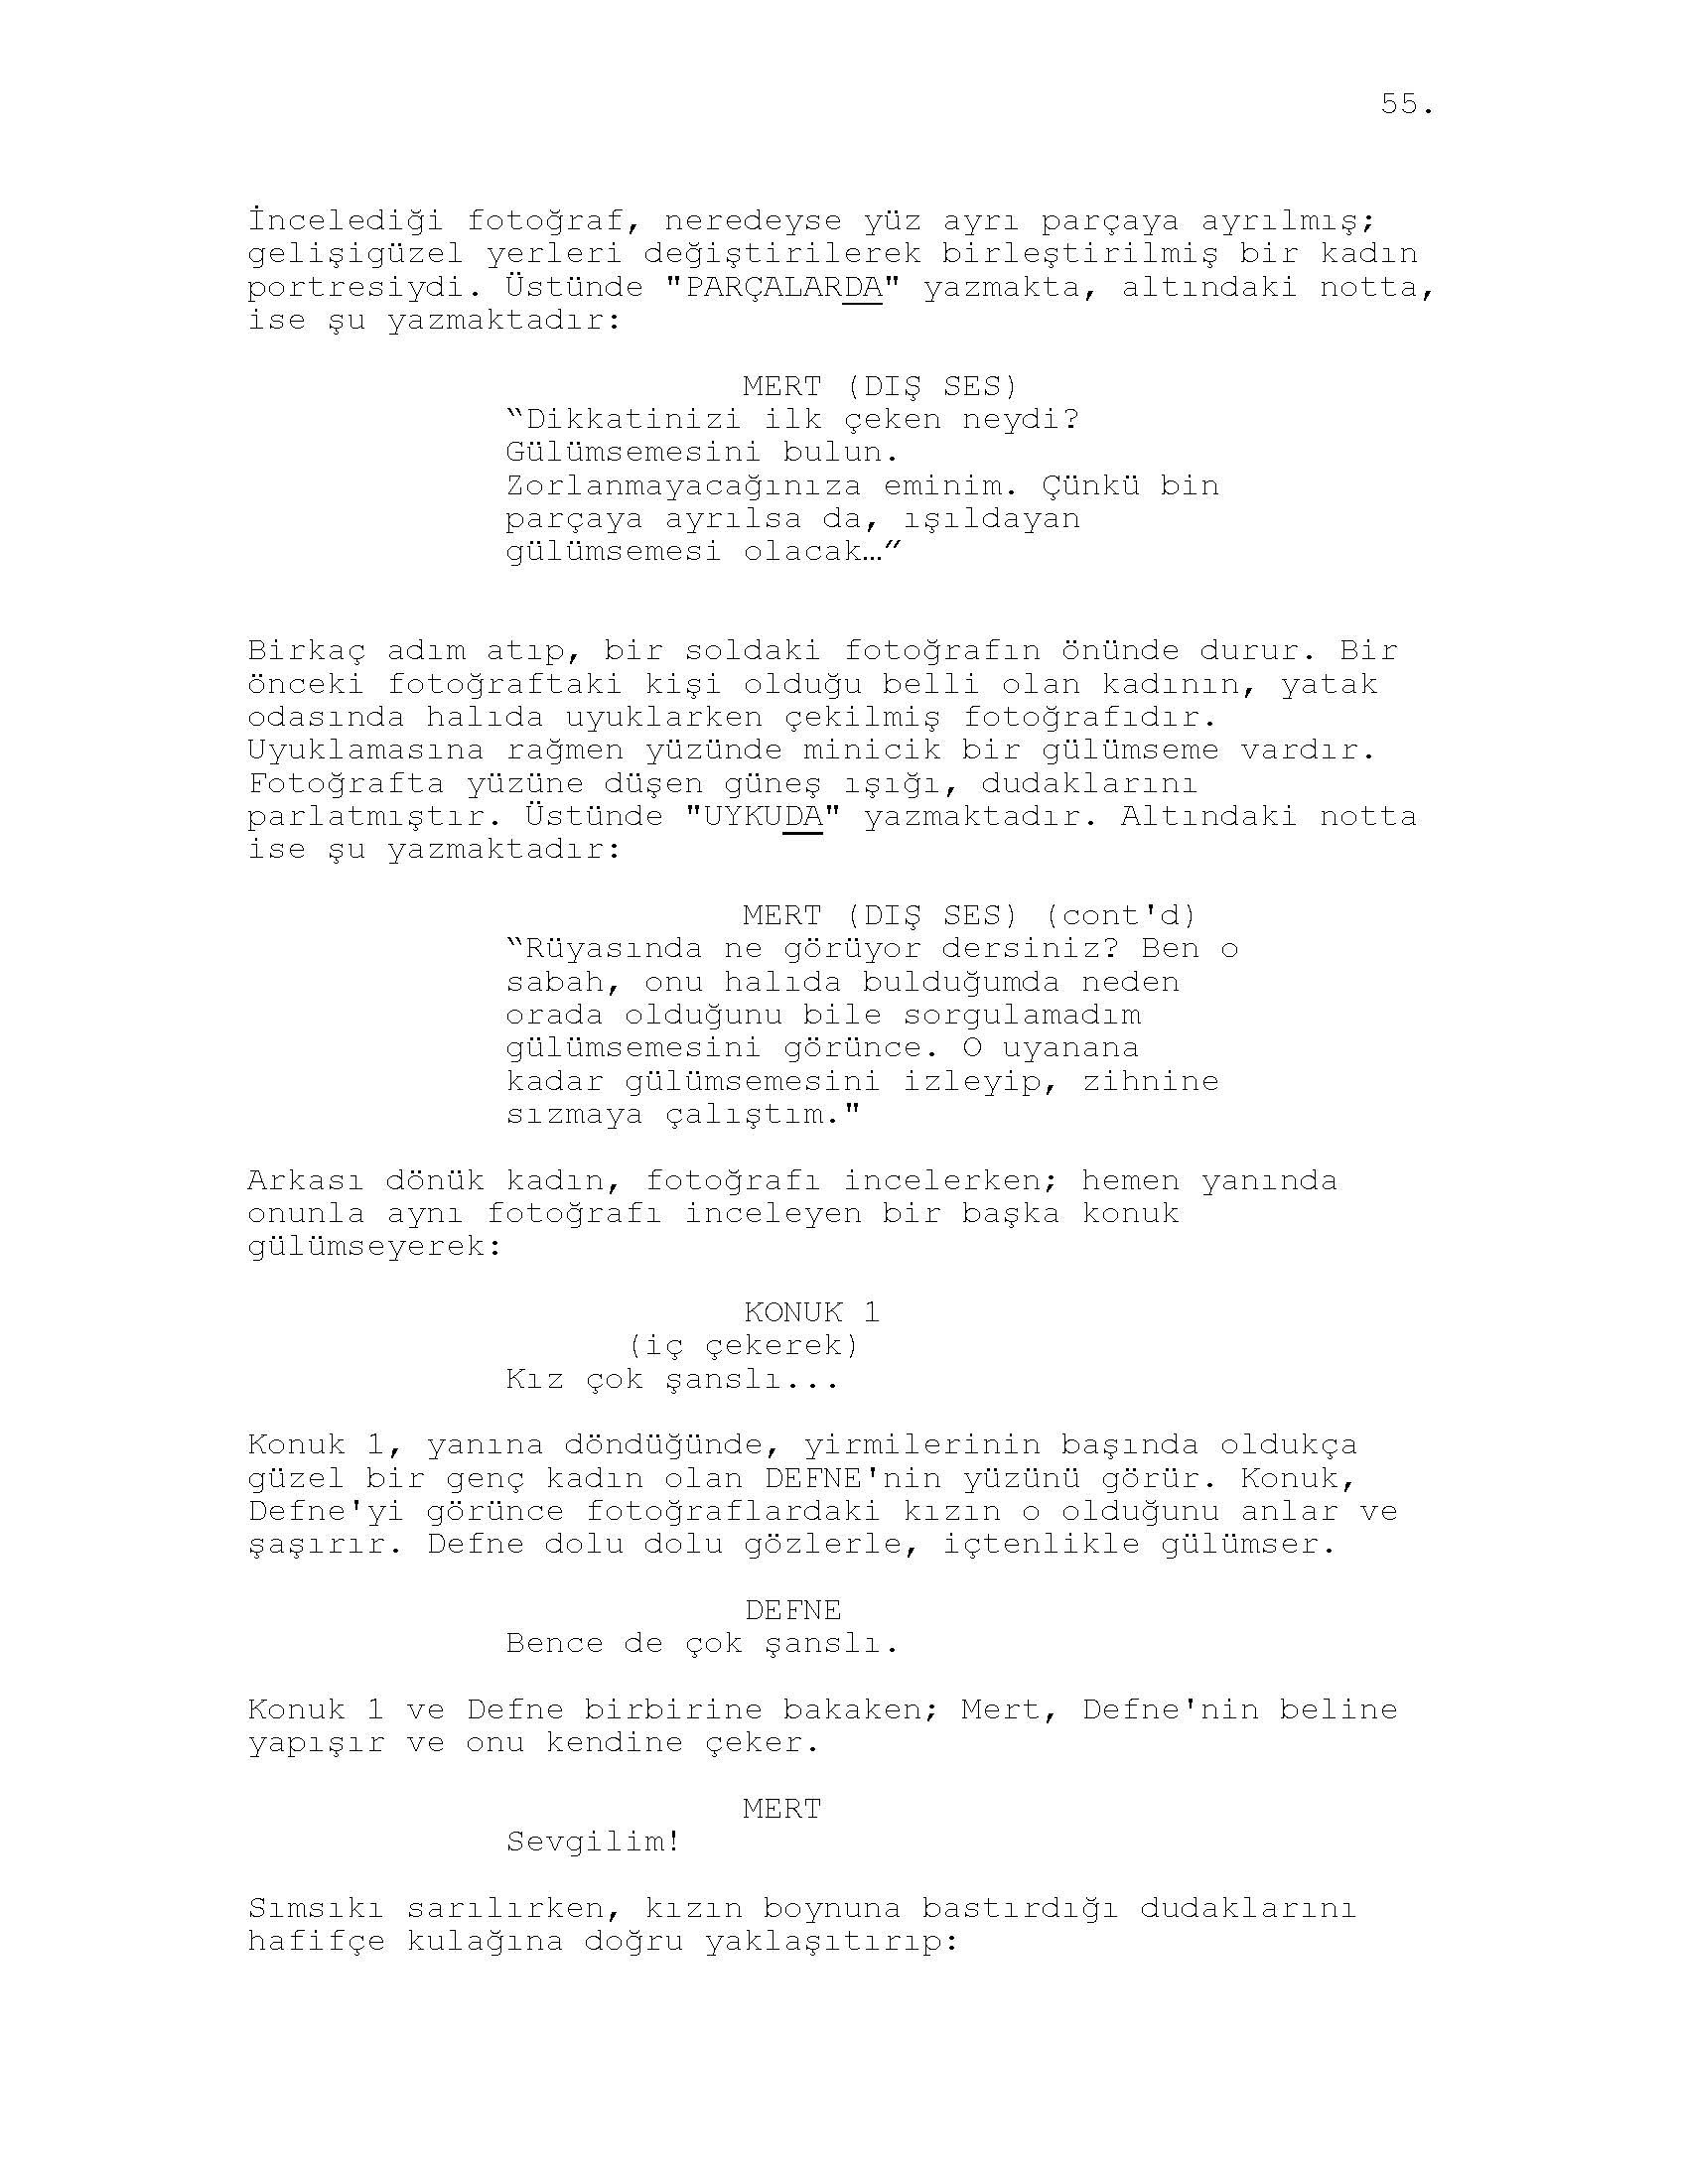 55.
İncelediği fotoğraf, neredeyse yüz ayrı parçaya ayrılmış;
gelişigüzel yerleri değiştirilerek birleştirilmiş bir kadın
portresiydi. Üstünde "PARÇALARDA" yazmakta, altındaki notta,
ise şu yazmaktadır:
MERT (DIŞ SES)
“Dikkatinizi ilk çeken neydi?
Gülümsemesini bulun.
Zorlanmayacağınıza eminim. Çünkü bin
parçaya ayrılsa da, ışıldayan
gülümsemesi olacak…”
Birkaç adım atıp, bir soldaki fotoğrafın önünde durur. Bir
önceki fotoğraftaki kişi olduğu belli olan kadının, yatak
odasında halıda uyuklarken çekilmiş fotoğrafıdır.
Uyuklamasına rağmen yüzünde minicik bir gülümseme vardır.
Fotoğrafta yüzüne düşen güneş ışığı, dudaklarını
parlatmıştır. Üstünde "UYKUDA" yazmaktadır. Altındaki notta
ise şu yazmaktadır:
MERT (DIŞ SES) (cont'd)
“Rüyasında ne görüyor dersiniz? Ben o
sabah, onu halıda bulduğumda neden
orada olduğunu bile sorgulamadım
gülümsemesini görünce. O uyanana
kadar gülümsemesini izleyip, zihnine
sızmaya çalıştım."
Arkası dönük kadın, fotoğrafı incelerken; hemen yanında
onunla aynı fotoğrafı inceleyen bir başka konuk
gülümseyerek:
KONUK 1
(iç çekerek)
Kız çok şanslı...
Konuk 1, yanına döndüğünde, yirmilerinin başında oldukça
güzel bir genç kadın olan DEFNE'nin yüzünü görür. Konuk,
Defne'yi görünce fotoğraflardaki kızın o olduğunu anlar ve
şaşırır. Defne dolu dolu gözlerle, içtenlikle gülümser.
DEFNE
Bence de çok şanslı.
Konuk 1 ve Defne birbirine bakaken; Mert, Defne'nin beline
yapışır ve onu kendine çeker.
MERT
Sevgilim!
Sımsıkı sarılırken, kızın boynuna bastırdığı dudaklarını
hafifçe kulağına doğru yaklaşıtırıp: